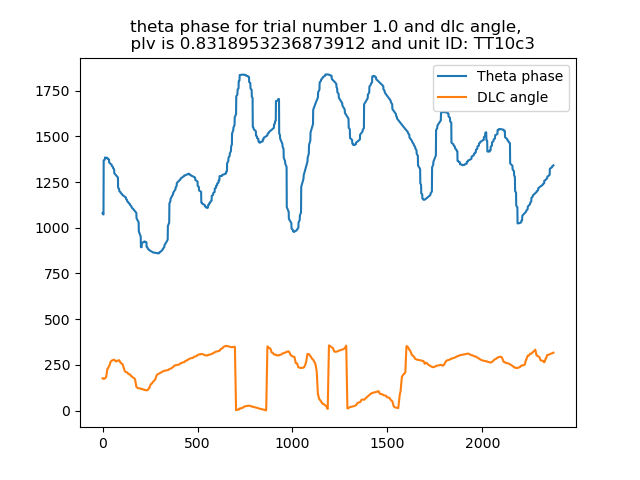 theta phase for trial number 1.0 and dlc angle,
plv is 0.8318953236873912 and unit ID: TT10c3
Theta phase
DLC angle
1750
1500
1250
1000
750
500
250
0
0 500 1000 1500 2000